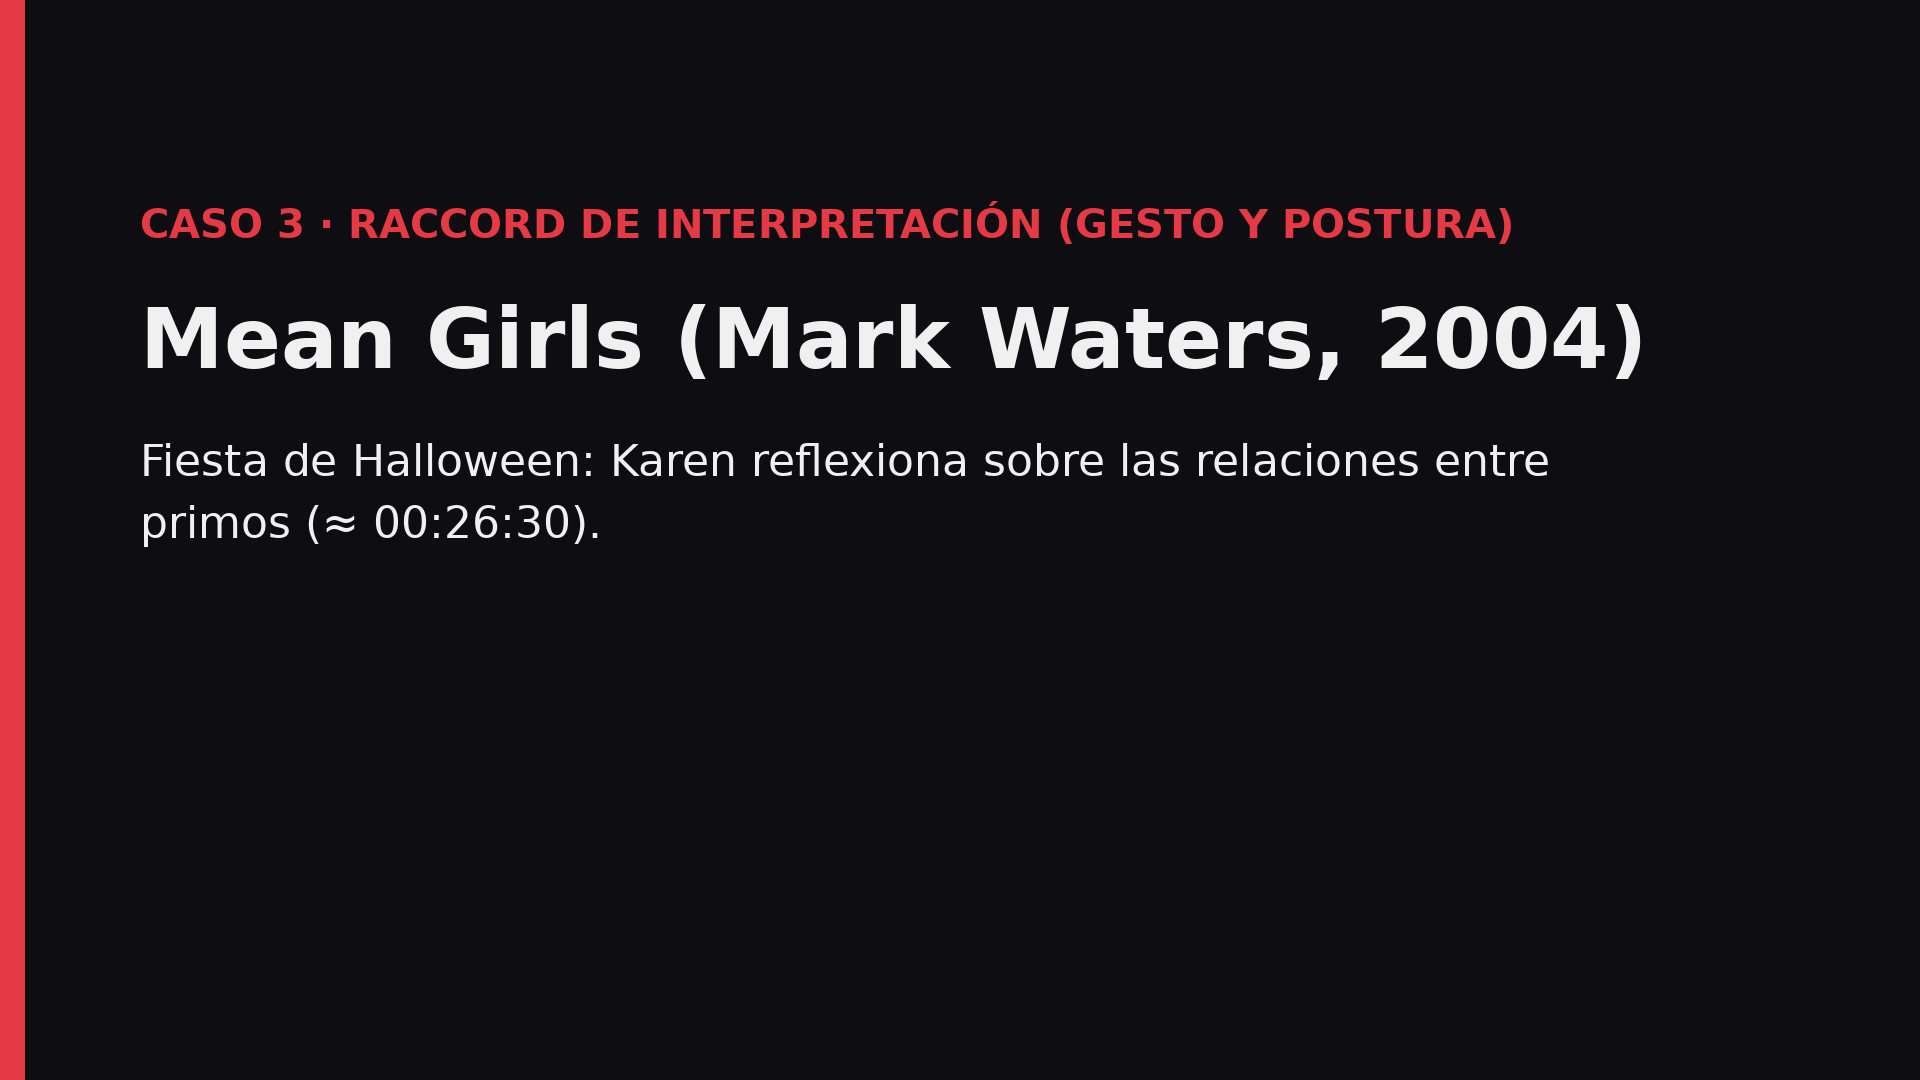 CASO 3 · RACCORD DE INTERPRETACIÓN (GESTO Y POSTURA)
Mean Girls (Mark Waters, 2004)
Fiesta de Halloween: Karen reflexiona sobre las relaciones entre
primos (≈ 00:26:30).